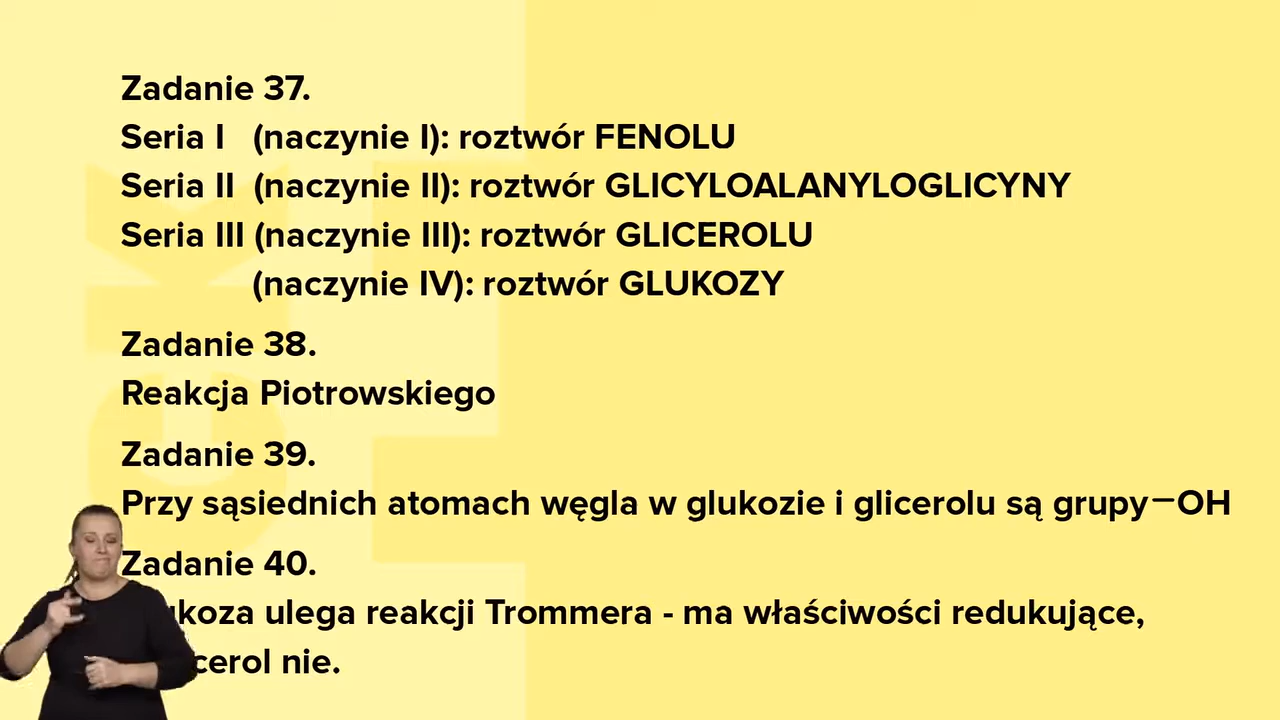 Zadanie 37.
Seria I (naczynie I): roztwór FENOLU
Seria II (naczynie II): roztwór GLICYLOALANYLOGLICYNY
Seria III (naczynie III): roztwór GLICEROLU
(naczynie IV): roztwór GLUKOZY
Zadanie 38.
Reakcja Piotrowskiego
Zadanie 39.
Przy sąsiednich atomach węgla w glukozie i glicerolu są grupy–OH
Zadanie 40.
ulega reakcji Trommera - ma właściwości redukujące,
nie.